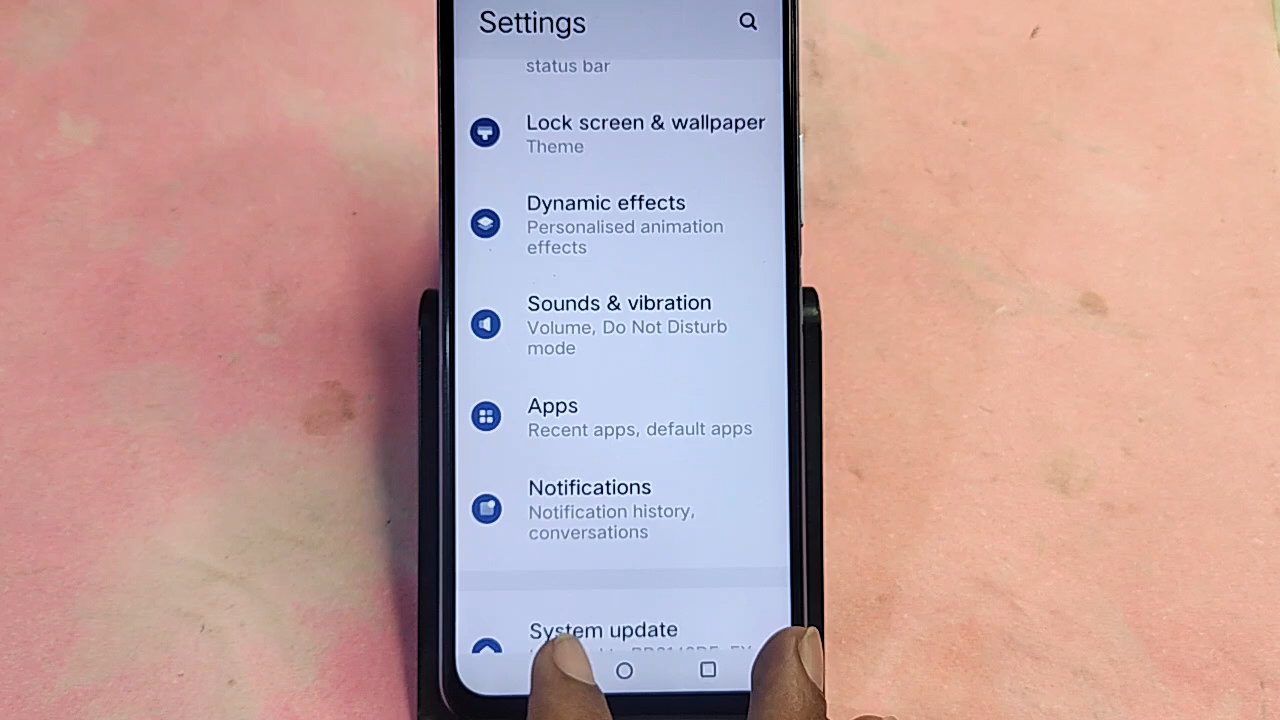 Settings
status bar
Lock screen & wallpaper
Theme
Dynamic effects
Personalised animation
effects
Sounds & vibration
Volume, Do Not Disturb
mode
Apps
Recent apps, default apps
Notifications
Notification history,
conversations
System update